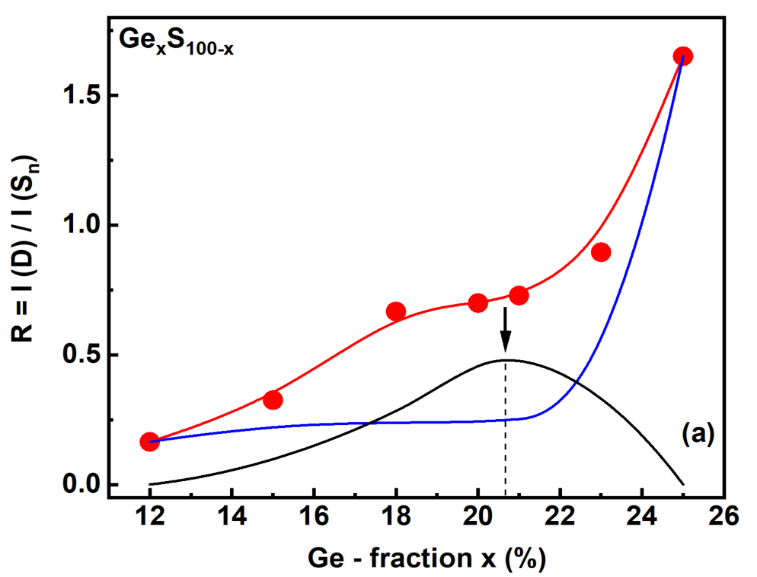 GeₓS₁₀₀₋ₓ
1.5
1.0
0.5
0.0
R = I (D) / I (Sₙ)
(a)
12 14 16 18 20 22 24 26
Ge - fraction x (%)